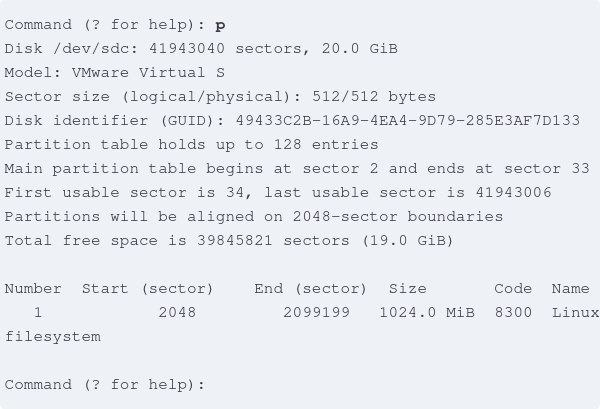 Command (? for help): p
Disk /dev/sdc: 41943040 sectors, 20.0 GiB
Model: VMware Virtual S
Sector size (logical/physical): 512/512 bytes
Disk identifier (GUID): 49433C2B-16A9-4EA4-9D79-285E3AF7D133
Partition table holds up to 128 entries
Main partition table begins at sector 2 and ends at sector 33
First usable sector is 34, last usable sector is 41943006
Partitions will be aligned on 2048-sector boundaries
Total free space is 39845821 sectors (19.0 GiB)
Number  Start (sector)    End (sector)  Size       Code  Name
   1            2048         2099199   1024.0 MiB  8300  Linux
filesystem
Command (? for help):